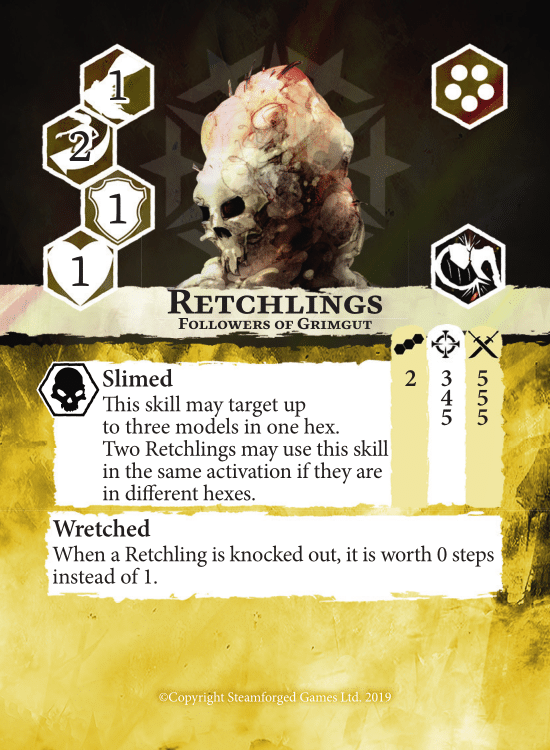 1
2
1
1
Retchlings
Followers of Grimgut
Slimed
This skill may target up
to three models in one hex.
Two Retchlings may use this skill
in the same activation if they are
in different hexes.
2 3 5
4 5
5 5
Wretched
When a Retchling is knocked out, it is worth 0 steps
instead of 1.
©Copyright Steamforged Games Ltd. 2019